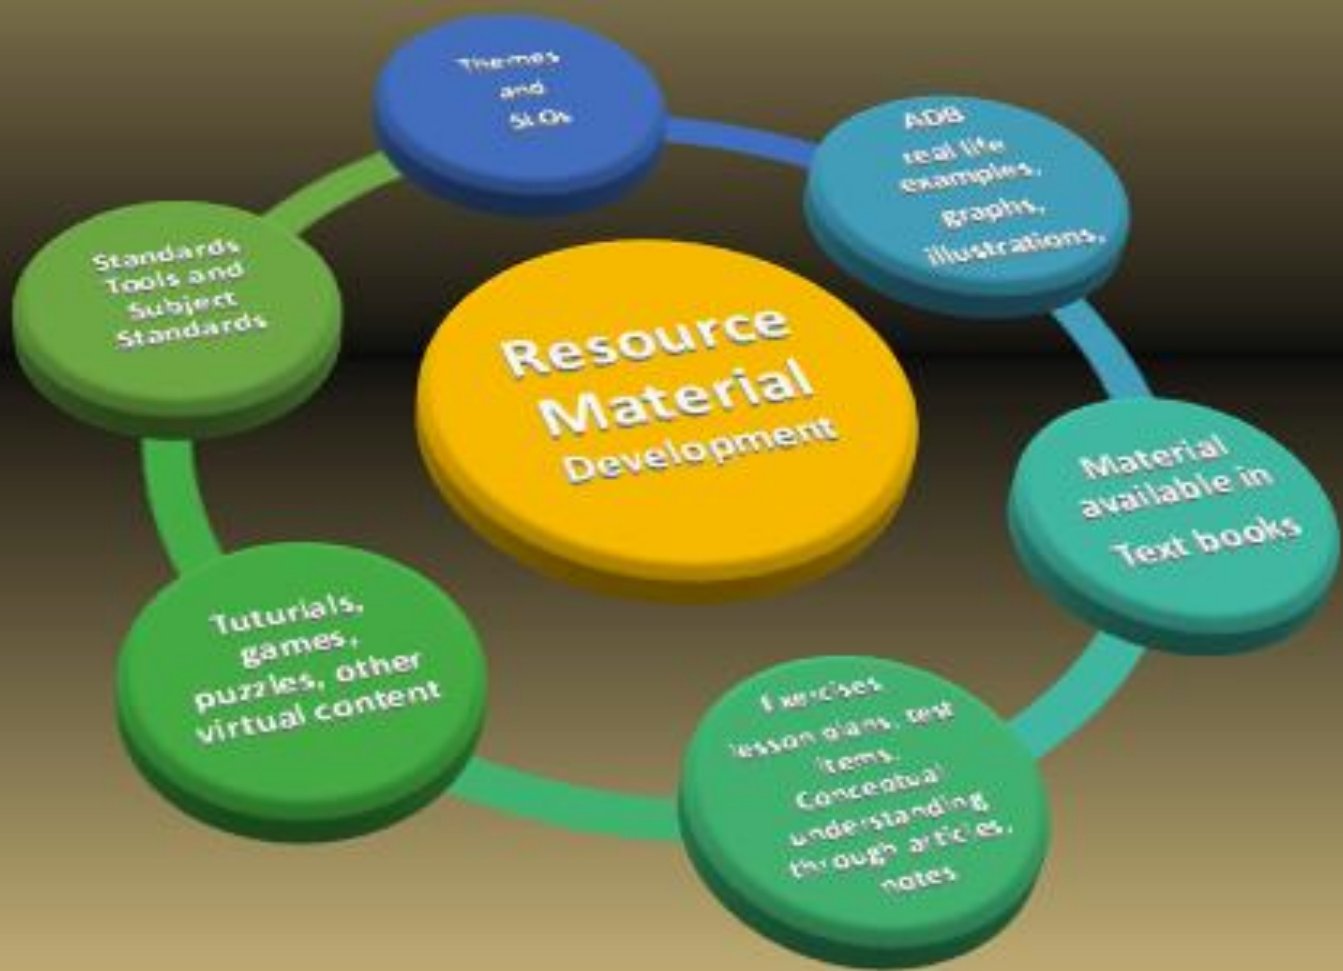 Themes
and
SLOs
ADB
real life
examples,
graphs,
illustrations,
Material
available in
Text books
Exercises
lesson plans, test
items,
Conceptual
understanding
through articles,
notes
Tuturials,
games,
puzzles, other
virtual content
Standards
Tools and
Subject
Standards
Resource
Material
Development